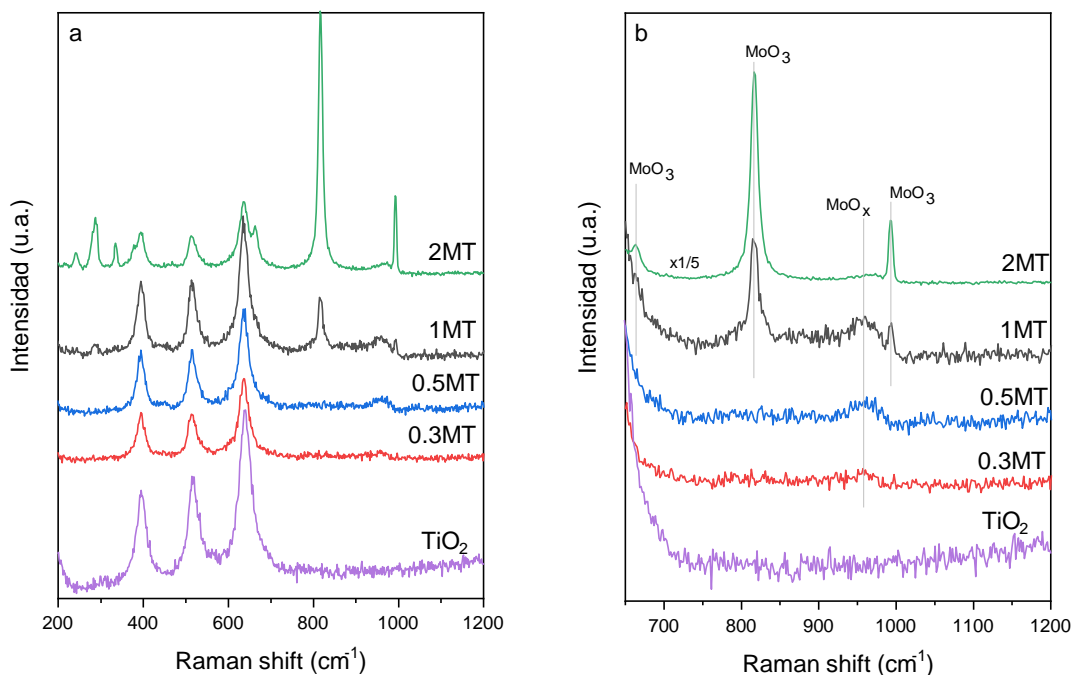 a
2MT
1MT
0.5MT
0.3MT
TiO2
200 400 600 800 1000 1200
Raman shift (cm-1)
Intensidad (u.a.)
b
MoO3
MoO3
MoOx
MoO3
x1/5
2MT
1MT
0.5MT
0.3MT
TiO2
700 800 900 1000 1100 1200
Raman shift (cm-1)
Intensidad (u.a.)